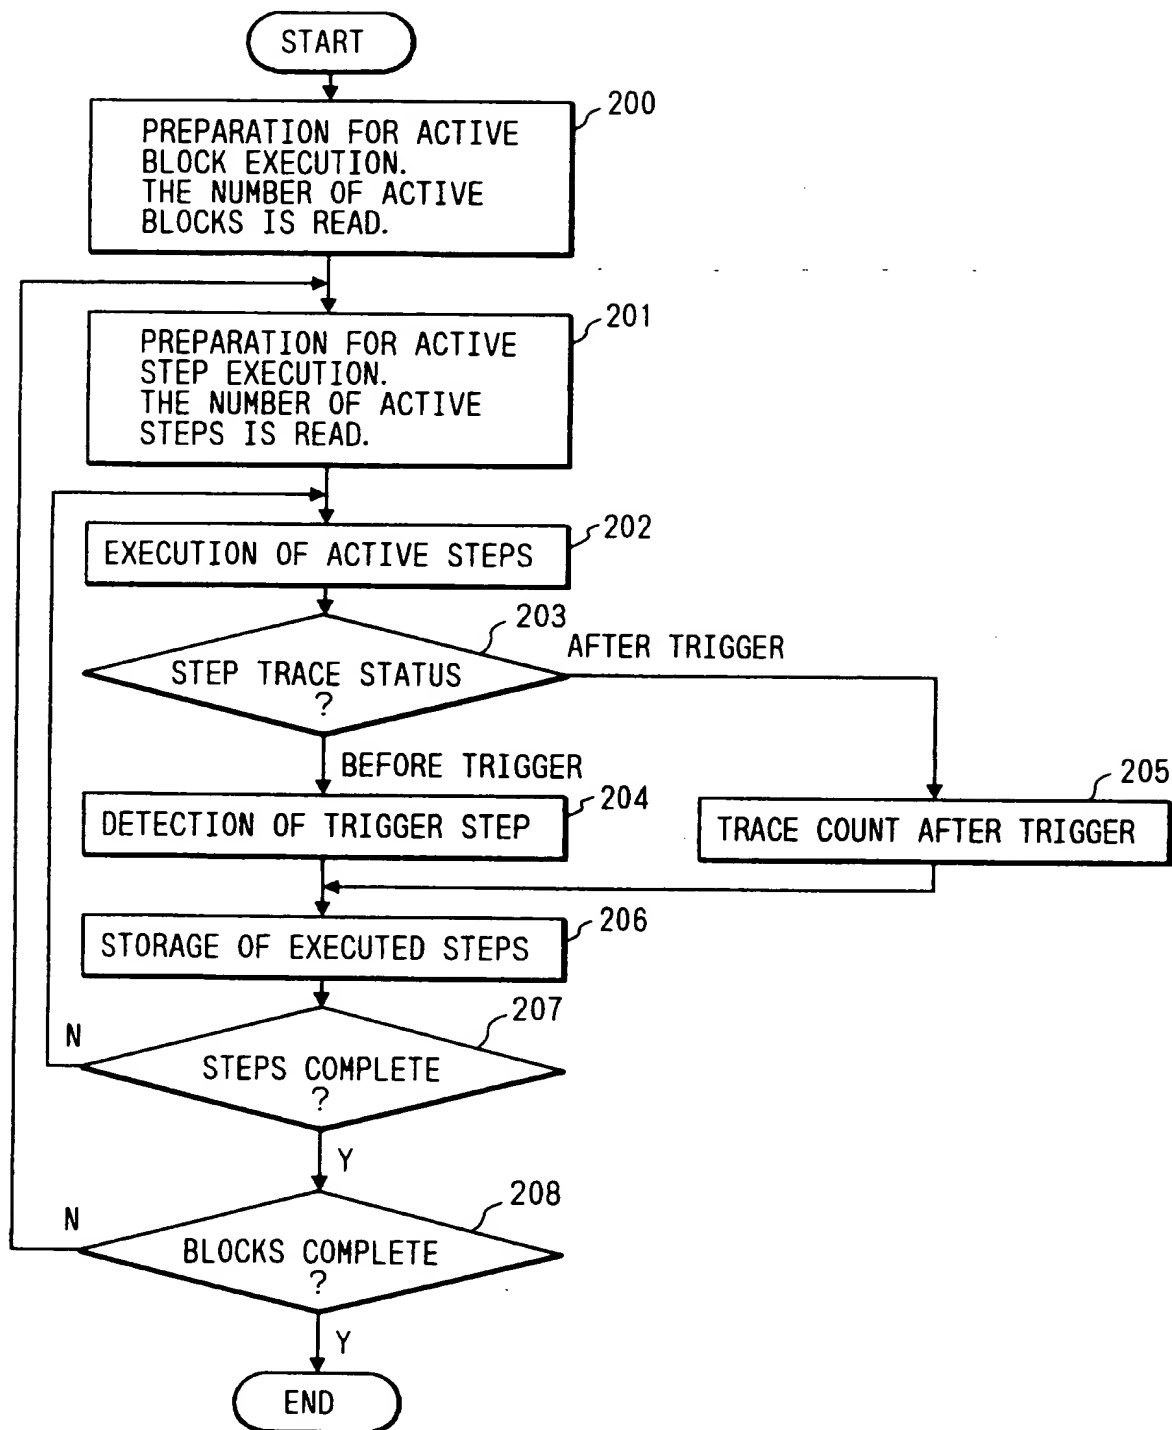 START
200
PREPARATION FOR ACTIVE
BLOCK EXECUTION.
THE NUMBER OF ACTIVE
BLOCKS IS READ.
201
PREPARATION FOR ACTIVE
STEP EXECUTION.
THE NUMBER OF ACTIVE
STEPS IS READ.
202
EXECUTION OF ACTIVE STEPS
203
AFTER TRIGGER
STEP TRACE STATUS
?
BEFORE TRIGGER
204
DETECTION OF TRIGGER STEP
205
TRACE COUNT AFTER TRIGGER
206
STORAGE OF EXECUTED STEPS
207
N
STEPS COMPLETE
?
Y
208
N
BLOCKS COMPLETE
?
Y
END